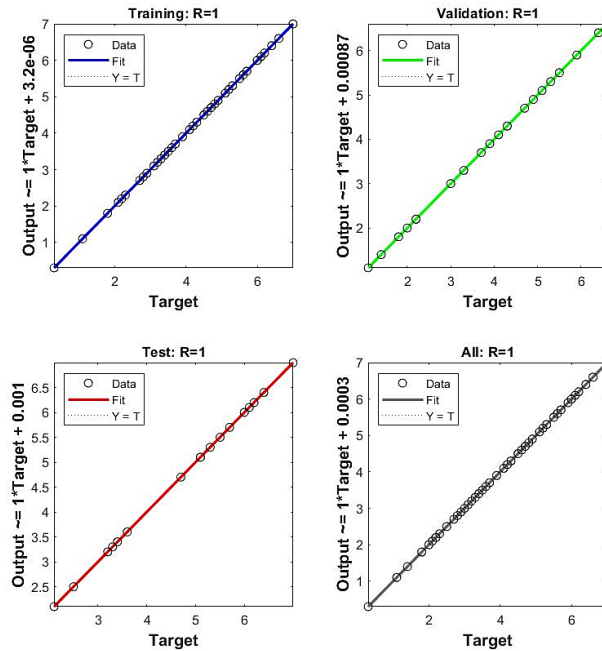 Training: R=1
Output ~= 1*Target + 3.2e-06
7
6
5
4
3
2
1
Data
Fit
Y = T
2 4 6
Target
Validation: R=1
Output ~= 1*Target + 0.00087
6
5
4
3
2
Data
Fit
Y = T
2 3 4 5 6
Target
Test: R=1
Output ~= 1*Target + 0.001
6.5
6
5.5
5
4.5
4
3.5
3
2.5
Data
Fit
Y = T
3 4 5 6
Target
All: R=1
Output ~= 1*Target + 0.0003
7
6
5
4
3
2
1
Data
Fit
Y = T
2 4 6
Target